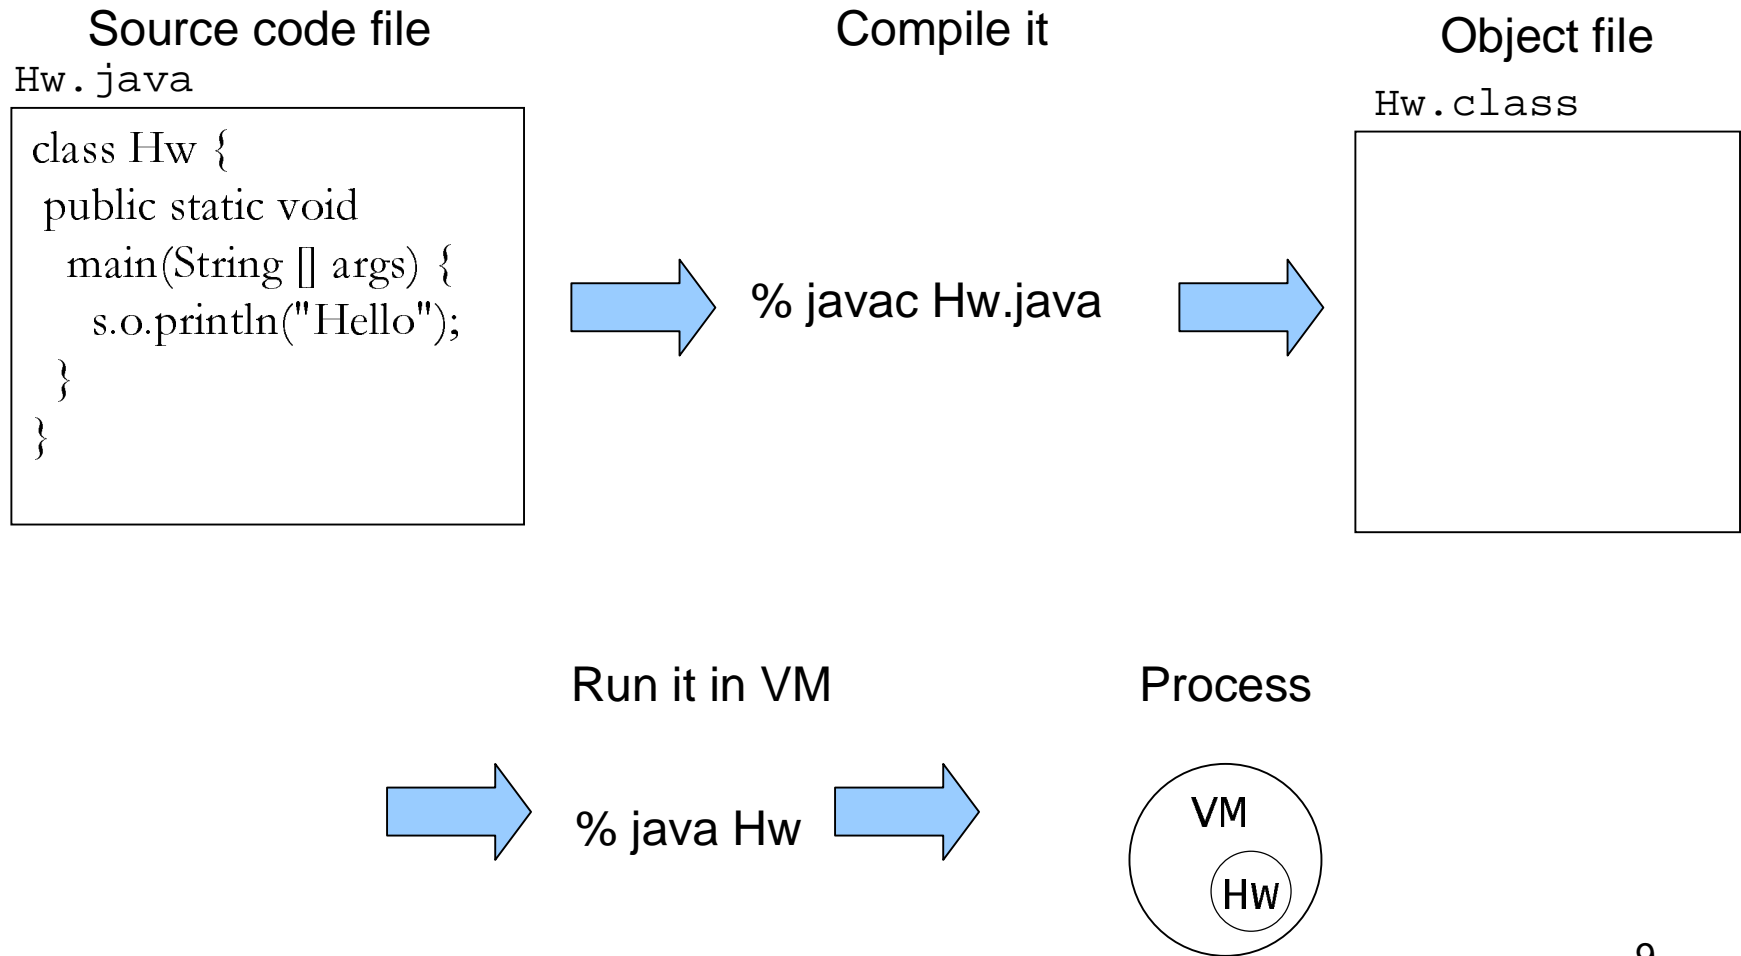 Source code file
Hw.java
class Hw {
public static void
main(String [] args) {
s.o.println("Hello");
}
}
Compile it
% javac Hw.java
Object file
Hw.class
Run it in VM
% java Hw
Process
VM
Hw
9